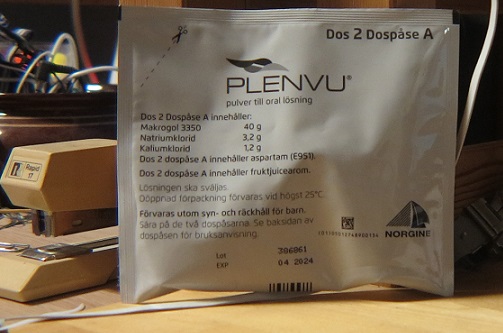 Dos 2 Dospåse A
PLENVU®
pulver till oral lösning
Dos 2 Dospåse A innehåller:
Makrogol 3350 40 g
Natriumklorid 3,2 g
Kaliumklorid 1,2 g
Dos 2 dospåse A innehåller aspartam (E951).
Dos 2 dospåse A innehåller fruktjuicearom.
Lösningen ska sväljas.
Oöppnad förpackning förvaras vid högst 25°C.
Förvaras utom syn- och räckhåll för barn.
Sära på de två dospåsarna. Se baksidan av
dospåsen för bruksanvisning.
NORGINE
Lot
EXP 04 2024
Rapid